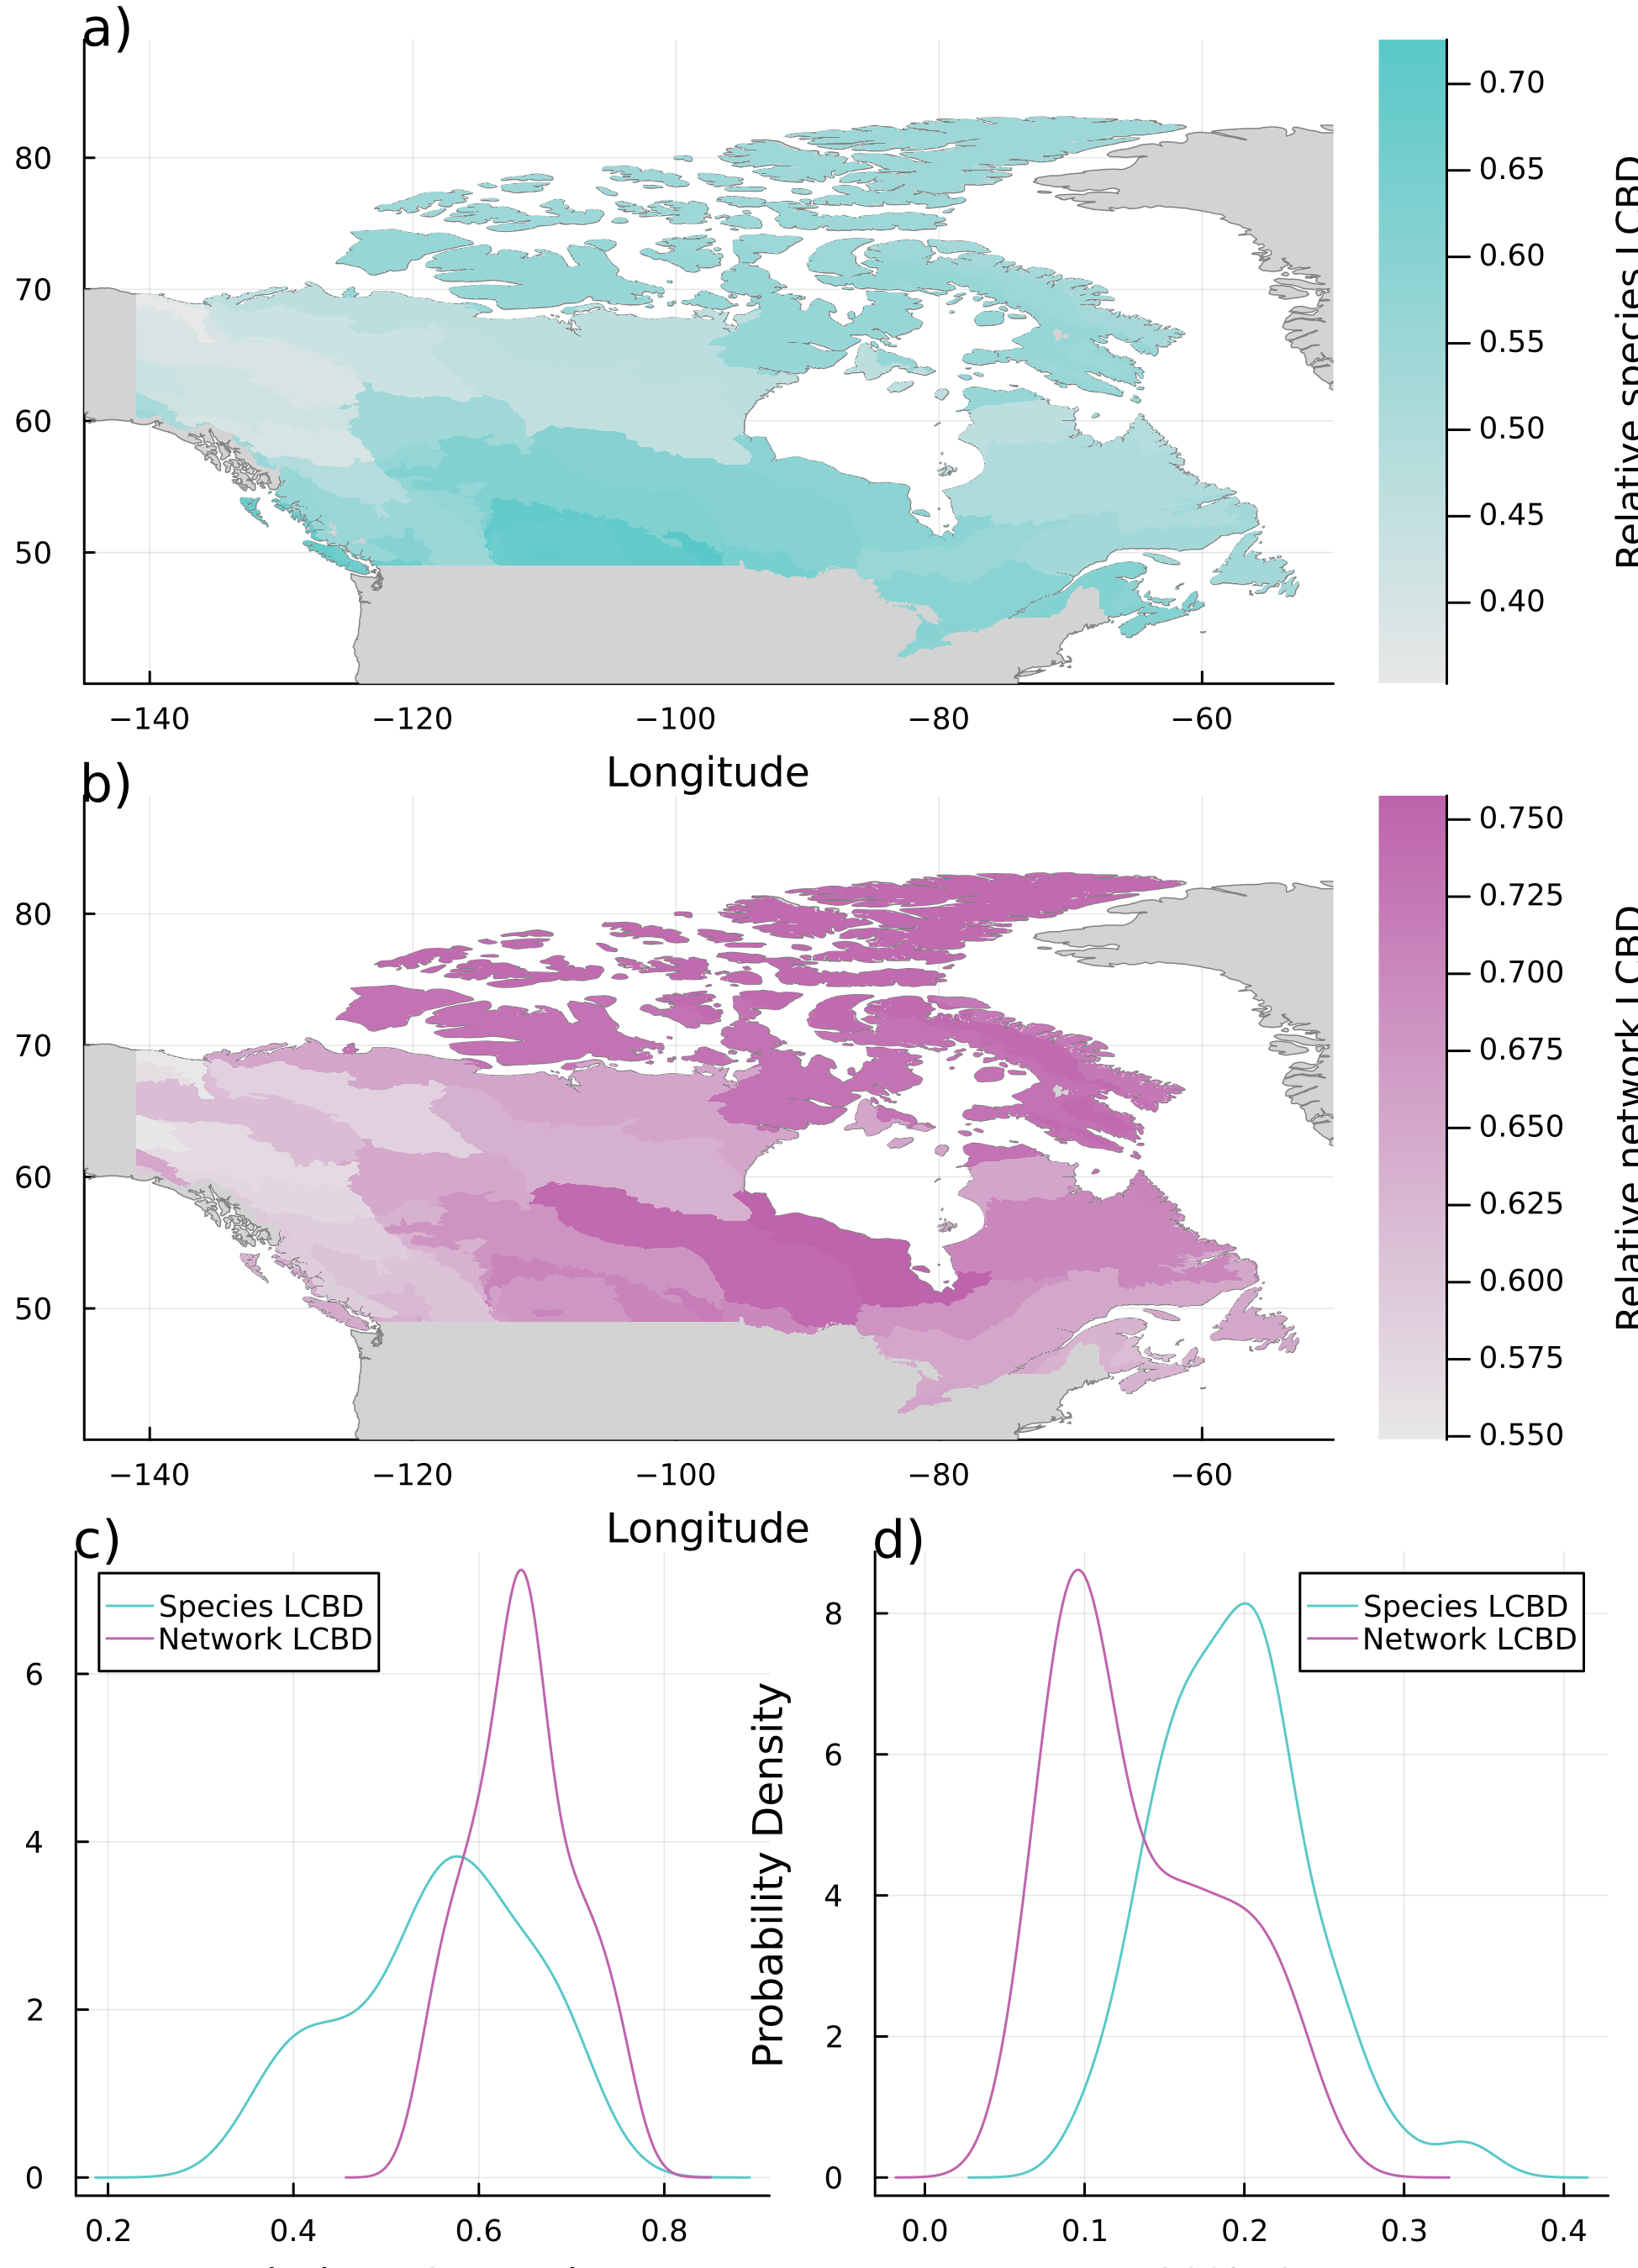 a)
80
70
60
50
−140 −120 −100 −80 −60
Longitude
0.70
0.65
0.60
0.55
0.50
0.45
0.40
Relative species LCBD
b)
80
70
60
50
−140 −120 −100 −80 −60
Longitude
0.750
0.725
0.700
0.675
0.650
0.625
0.600
0.575
0.550
Relative network LCBD
c)
Species LCBD
Network LCBD
6
4
2
0
0.2 0.4 0.6 0.8
d)
Species LCBD
Network LCBD
Probability Density
8
6
4
2
0
0.0 0.1 0.2 0.3 0.4